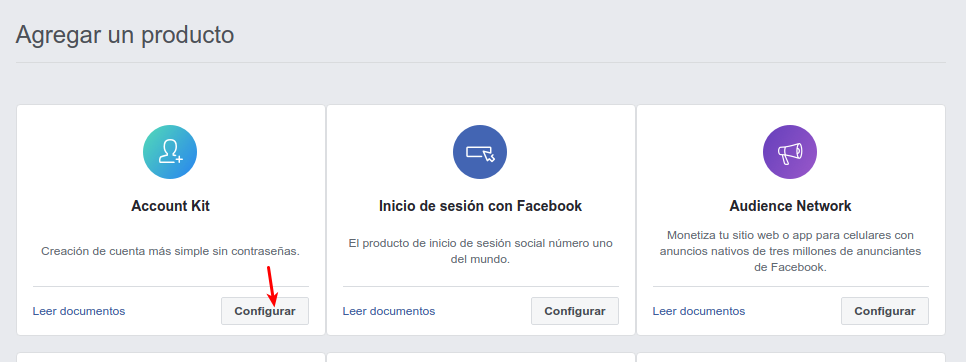 Agregar un producto
Account Kit
Creación de cuenta más simple sin contraseñas.
Leer documentos
Configurar
Inicio de sesión con Facebook
El producto de inicio de sesión social número uno
del mundo.
Leer documentos
Configurar
Audience Network
Monetiza tu sitio web o app para celulares con
anuncios nativos de tres millones de anunciantes
de Facebook.
Leer documentos
Configurar